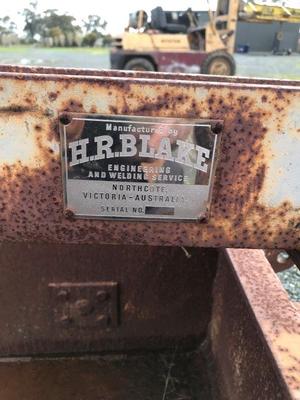 Manufactured by
H.R.BLAKE
ENGINEERING
AND WELDING SERVICE
NORTHCOTE,
VICTORIA-AUSTRALIA
SERIAL NO.